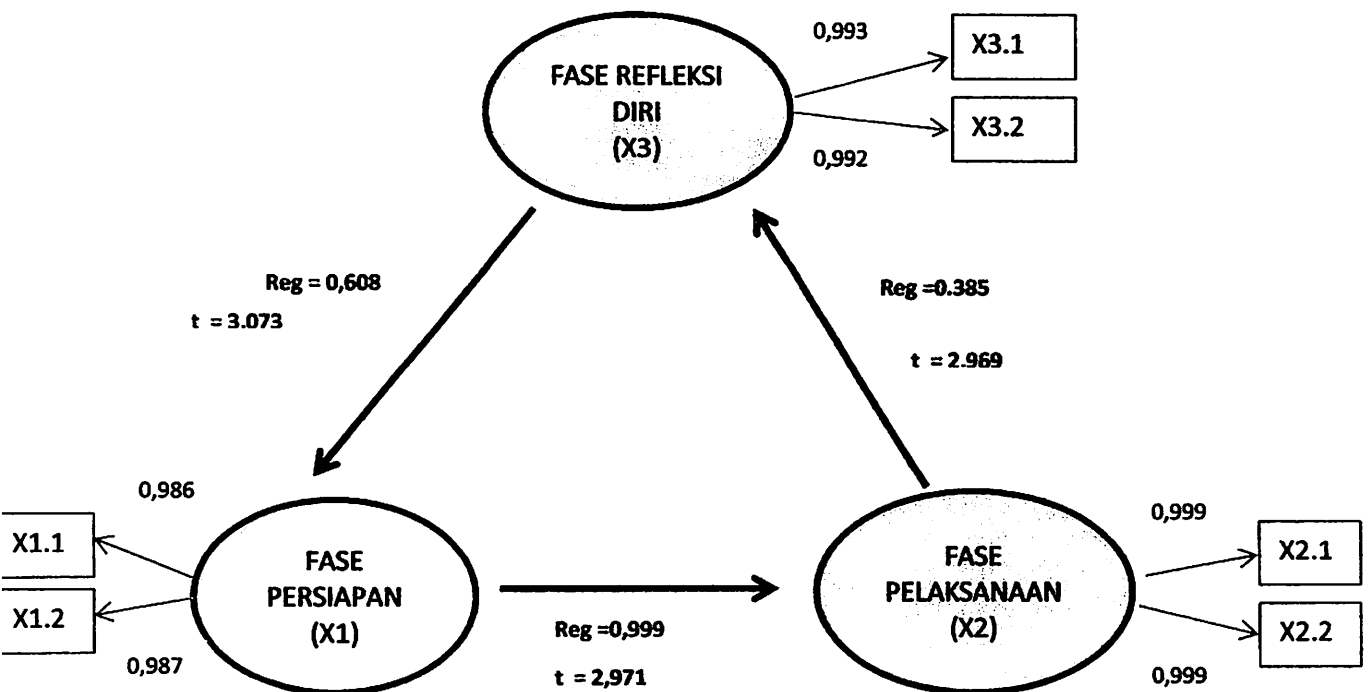 0,993
X3.1
FASE REFLEKSI
DIRI
(X3)
X3.2
0,992
Reg = 0,608
t = 3.073
Reg =0.385
t = 2.969
0,986
X1.1
X1.2
0,987
FASE
PERSIAPAN
(X1)
Reg =0,999
t = 2,971
FASE
PELAKSANAAN
(X2)
0,999
X2.1
X2.2
0,999